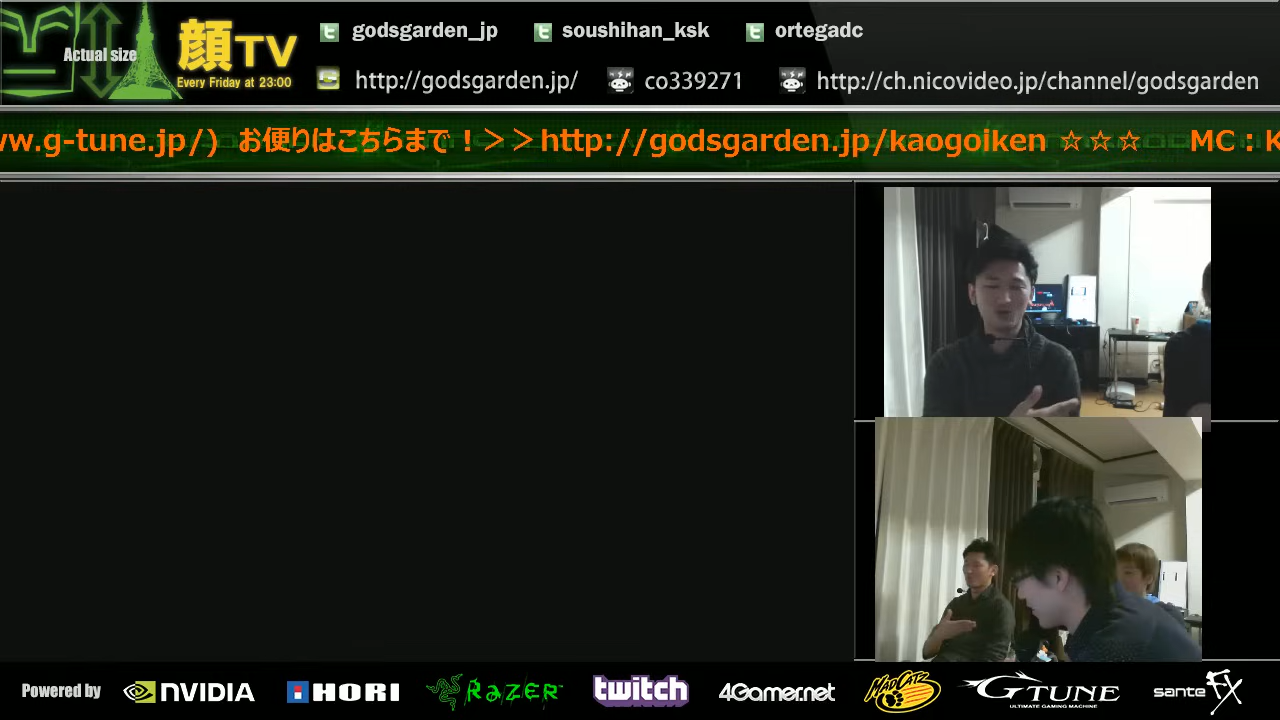 Actual size
顔TV
Every Friday at 23:00
godsgarden_jp
soushihan_ksk
ortegadc
http://godsgarden.jp/
co339271
http://ch.nicovideo.jp/channel/godsgarden
ww.g-tune.jp/) お便りはこちらまで！＞＞http://godsgarden.jp/kaogoiken ☆☆☆ MC：K
Powered by
NVIDIA
HORI
RAZER
twitch
4Gamer.net
MAD CATZ
G TUNE
ULTIMATE GAMING MACHINE
sante FX